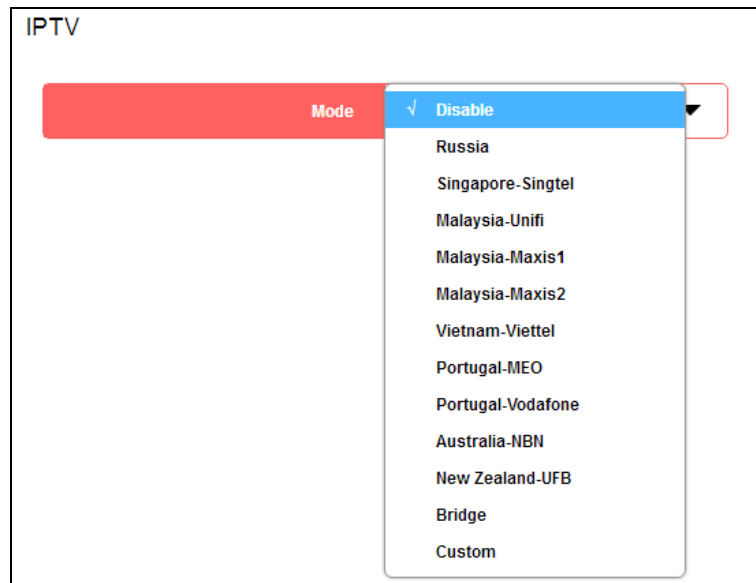 IPTV
Mode √ Disable
Russia
Singapore-Singtel
Malaysia-Unifi
Malaysia-Maxis1
Malaysia-Maxis2
Vietnam-Viettel
Portugal-MEO
Portugal-Vodafone
Australia-NBN
New Zealand-UFB
Bridge
Custom